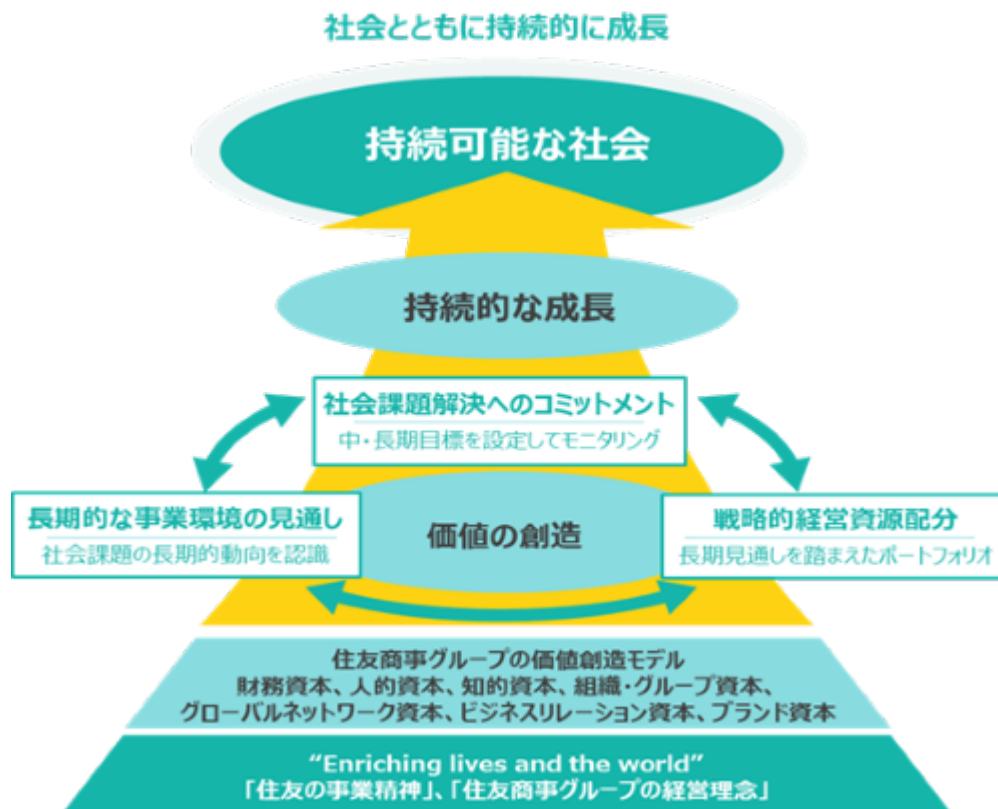 社会とともに持続的に成長
持続可能な社会
持続的な成長
社会課題解決へのコミットメント
中・長期目標を設定してモニタリング
長期的な事業環境の見通し
社会課題の長期的動向を認識
価値の創造
戦略的経営資源配分
長期見通しを踏まえたポートフォリオ
住友商事グループの価値創造モデル
財務資本、人的資本、知的資本、組織・グループ資本、
グローバルネットワーク資本、ビジネスリレーション資本、ブランド資本
“Enriching lives and the world”
「住友の事業精神」、「住友商事グループの経営理念」